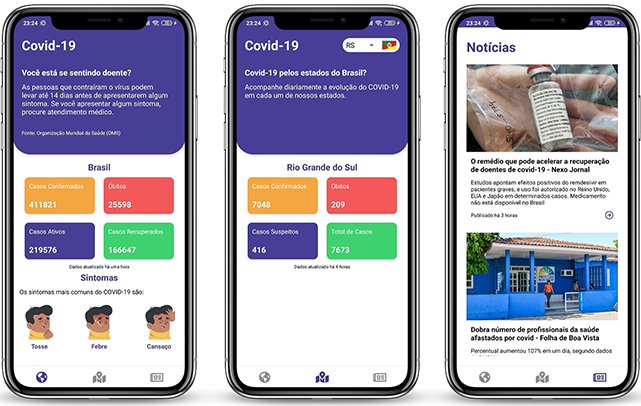 23:24
Covid-19
Você está se sentindo doente?
As pessoas que contraíram o vírus podem
levar até 14 dias antes de apresentarem algum
sintoma. Se você apresentar algum sintoma,
procure atendimento médico.
Fonte: Organização Mundial da Saúde (OMS)
Brasil
Casos Confirmados
411821
Óbitos
25598
Casos Ativos
219576
Casos Recuperados
166647
Dados atualizado há uma hora
Sintomas
Os sintomas mais comuns do COVID-19 são:
Tosse
Febre
Cansaço
23:24
Covid-19
RS
Covid-19 pelos estados do Brasil?
Acompanhe diariamente a evolução do COVID-19
em cada um de nossos estados.
Rio Grande do Sul
Casos Confirmados
7048
Óbitos
209
Casos Suspeitos
416
Total de Casos
7673
Dados atualizado há 4 horas
23:24
Notícias
O remédio que pode acelerar a recuperação
de doentes de covid-19 - Nexo Jornal
Estudos apontam efeitos positivos do remdesivir em
pacientes graves, e uso foi autorizado no Reino Unido,
EUA e Japão em determinados casos. Medicamento
não está disponível no Brasil
Publicado há 3 horas
Dobra número de profissionais da saúde
afastados por covid - Folha de Boa Vista
Percentual aumentou 107% em um dia, segundo dados